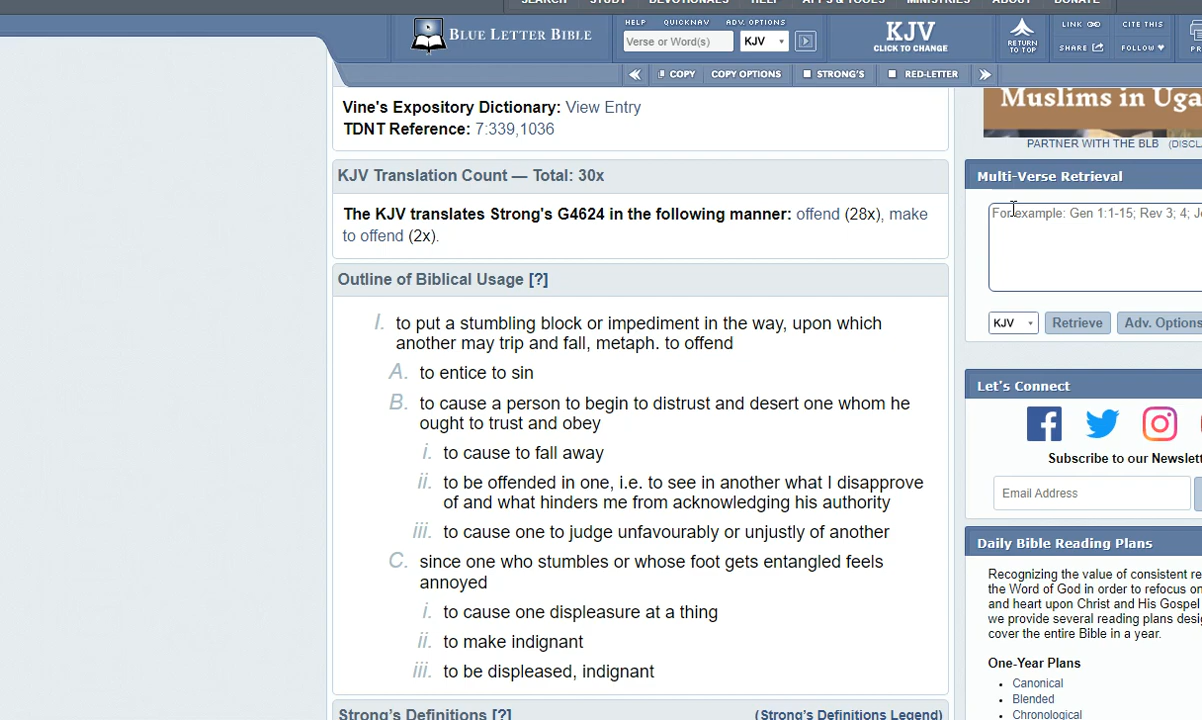 SEARCH STUDY DEVOTIONALS HELP APPS & TOOLS MINISTRIES ABOUT DONATE
BLUE LETTER BIBLE
HELP QUICKNAV ADV. OPTIONS
Verse or Word(s) KJV
KJV
CLICK TO CHANGE
RETURN
TO TOP
LINK CITE THIS
SHARE FOLLOW
COPY COPY OPTIONS STRONG'S RED-LETTER
Vine's Expository Dictionary: View Entry
TDNT Reference: 7:339,1036
KJV Translation Count — Total: 30x
The KJV translates Strong's G4624 in the following manner: offend (28x), make
to offend (2x).
Outline of Biblical Usage [?]
I. to put a stumbling block or impediment in the way, upon which
another may trip and fall, metaph. to offend
A. to entice to sin
B. to cause a person to begin to distrust and desert one whom he
ought to trust and obey
i. to cause to fall away
ii. to be offended in one, i.e. to see in another what I disapprove
of and what hinders me from acknowledging his authority
iii. to cause one to judge unfavourably or unjustly of another
C. since one who stumbles or whose foot gets entangled feels
annoyed
i. to cause one displeasure at a thing
ii. to make indignant
iii. to be displeased, indignant
Strong's Definitions [?] (Strong's Definitions Legend)
Muslims in Uga
PARTNER WITH THE BLB (DISCL
Multi-Verse Retrieval
For example: Gen 1:1-15; Rev 3; 4; J
KJV Retrieve Adv. Options
Let's Connect
Subscribe to our Newslett
Email Address
Daily Bible Reading Plans
Recognizing the value of consistent re
the Word of God in order to refocus on
and heart upon Christ and His Gospel
we provide several reading plans desig
cover the entire Bible in a year.
One-Year Plans
• Canonical
• Blended
• Chronological